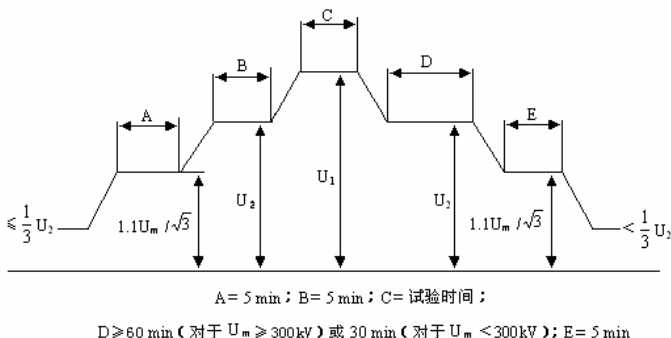 C
B
D
A
E
U₁
U₂
U₂
≤ 1/3 U₂
1.1Uₘ/√3
1.1Uₘ/√3
< 1/3 U₂
A= 5 min；B= 5 min；C= 试验时间；
D≥60 min(对于 Uₘ≥300kV)或 30 min(对于 Uₘ<300kV)；E= 5 min